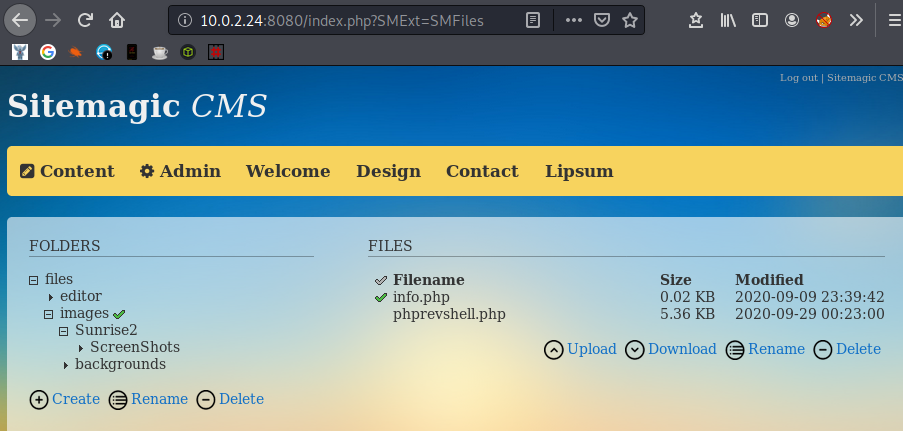 10.0.2.24:8080/index.php?SMExt=SMFiles
Log out | Sitemagic CMS
Sitemagic CMS
Content Admin Welcome Design Contact Lipsum
FOLDERS
files
editor
images
Sunrise2
ScreenShots
backgrounds
Create Rename Delete
FILES
Filename Size Modified
info.php 0.02 KB 2020-09-09 23:39:42
phprevshell.php 5.36 KB 2020-09-29 00:23:00
Upload Download Rename Delete